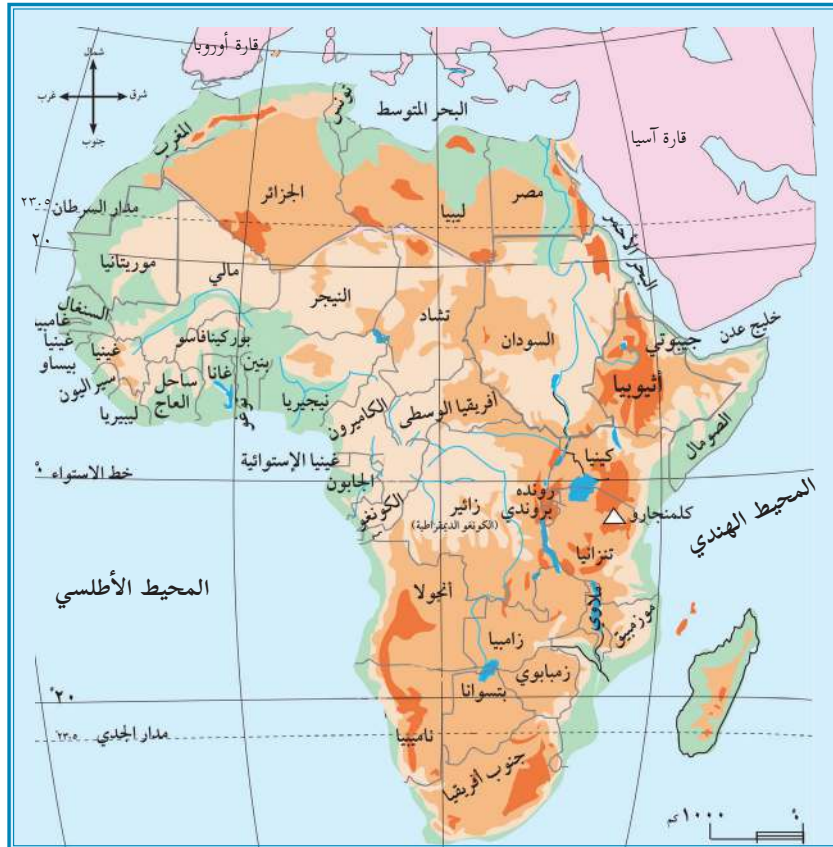 قارة أوروبا
شمال
شرق
غرب
جنوب
البحر المتوسط
قارة آسيا
تونس
المغرب
الجزائر
ليبيا
مصر
٢٣.٥
مدار السرطان
٢٠
البحر الأحمر
موريتانيا
مالي
النيجر
تشاد
السودان
خليج عدن
جيبوتي
أثيوبيا
الصومال
السنغال
غامبيا
غينيا
بيساو
غينيا
سيراليون
ليبيريا
ساحل
العاج
بوركينافاسو
غانا
بنين
نيجيريا
الكاميرون
أفريقيا الوسطى
غينيا الإستوائية
خط الاستواء
٠°
الجابون
الكونغو
زائير
(الكونغو الديمقراطية)
كينيا
رونده
بروندي
كلمنجارو
تنزانيا
المحيط الهندي
المحيط الأطلسي
أنجولا
زامبيا
ملاوي
موزمبيق
زمبابوي
بتسوانا
ناميبيا
٢٠°
مدار الجدي
٢٣.٥
جنوب افريقيا
١٠٠٠ كم